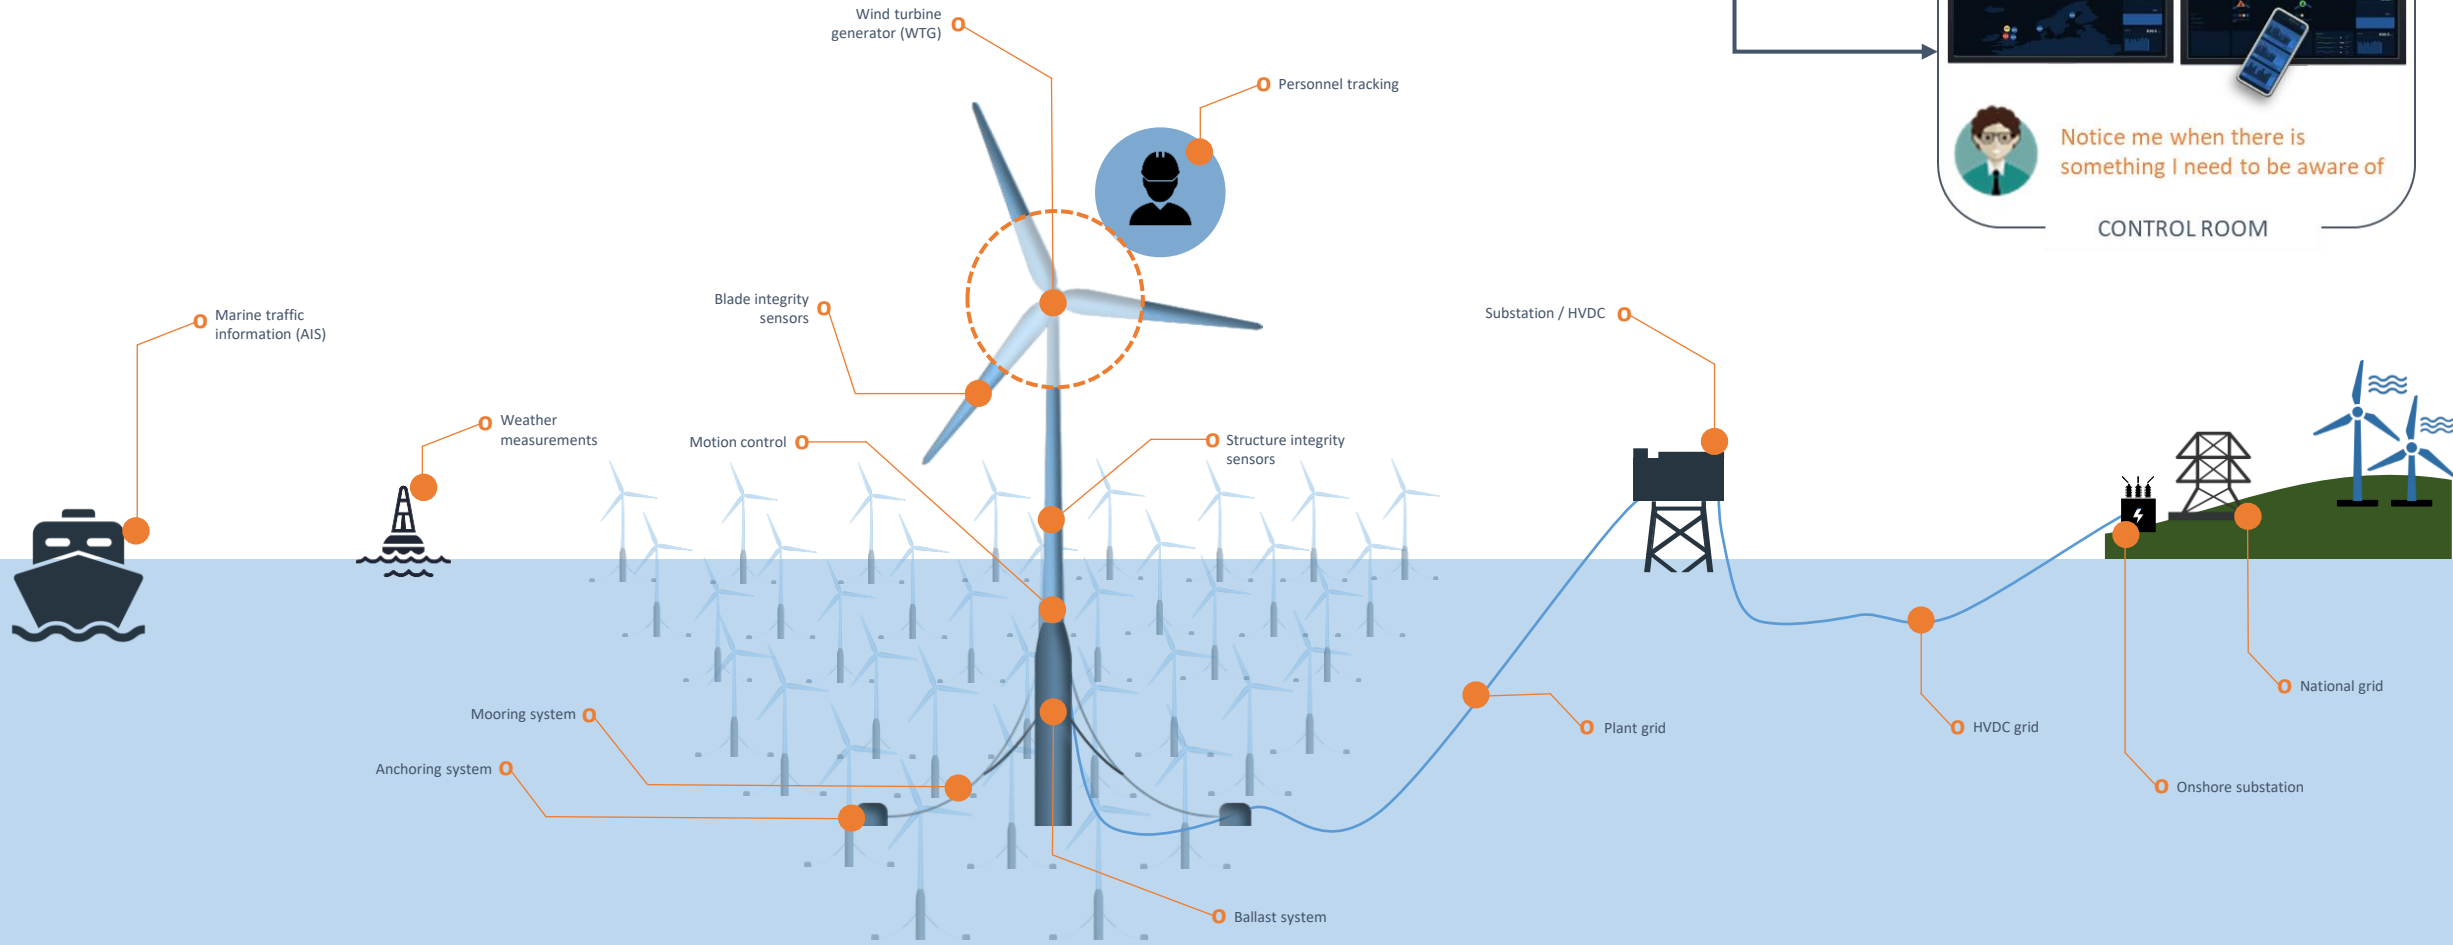 Wind turbine
generator (WTG)
Personnel tracking
Notice me when there is
something I need to be aware of
CONTROL ROOM
Marine traffic
information (AIS)
Blade integrity
sensors
Substation / HVDC
Weather
measurements
Motion control
Structure integrity
sensors
Mooring system
Anchoring system
Plant grid
HVDC grid
National grid
Onshore substation
Ballast system